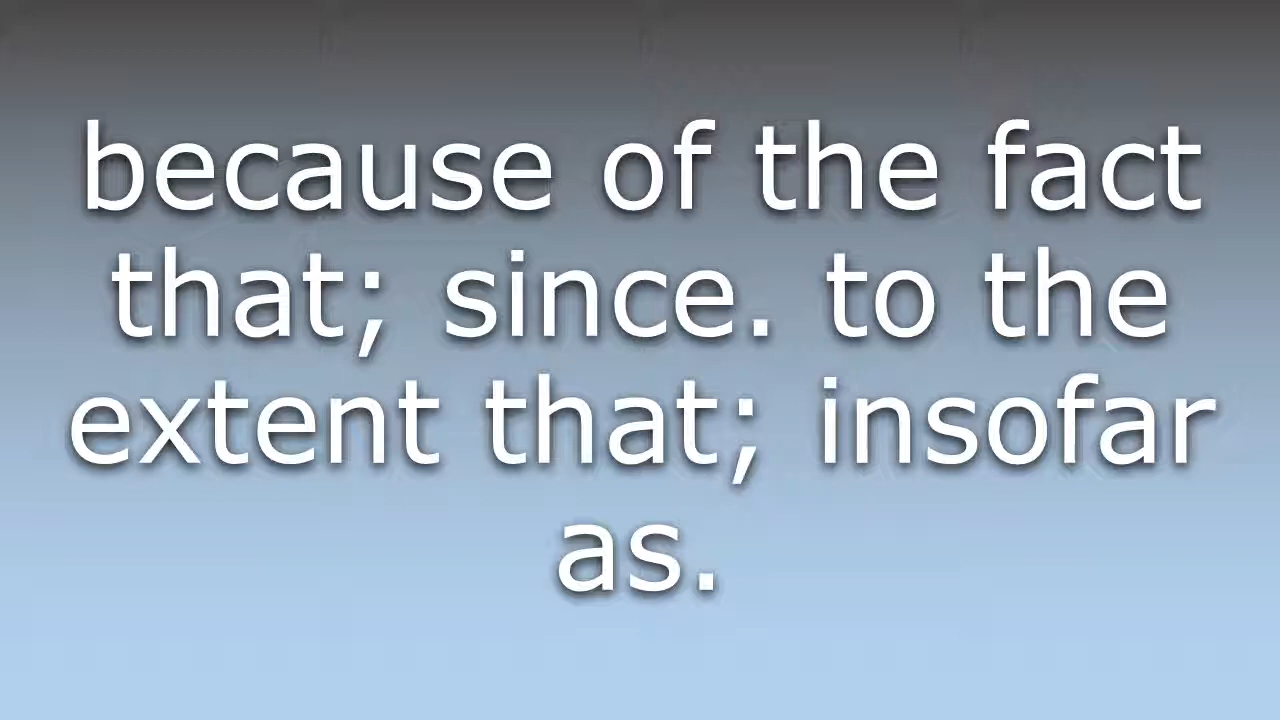 because of the fact
that; since. to the
extent that; insofar
as.